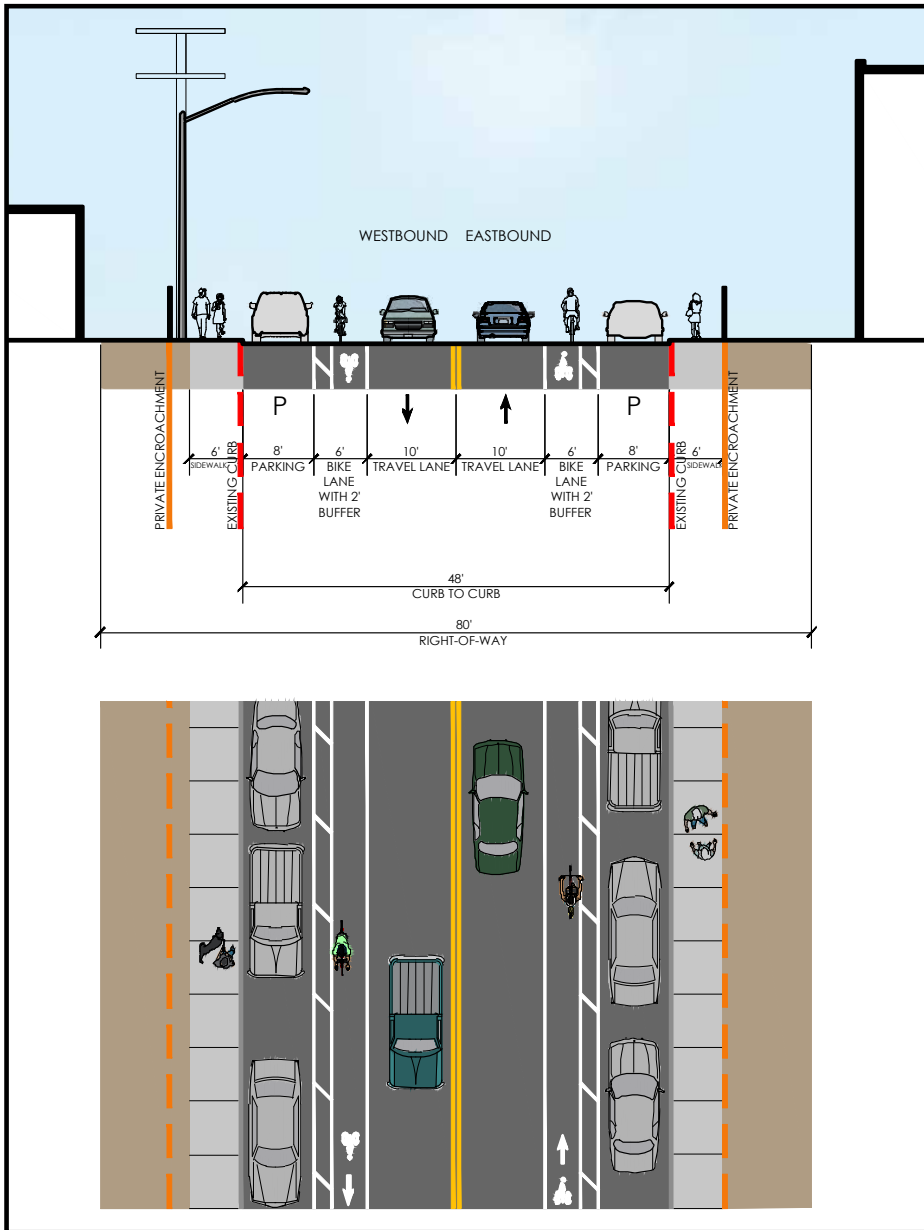 WESTBOUND EASTBOUND
P
P
6'
8'
6'
10'
10'
6'
8'
6'
SIDEWALK
PARKING
BIKE
LANE
WITH 2'
BUFFER
TRAVEL LANE
TRAVEL LANE
BIKE
LANE
WITH 2'
BUFFER
PARKING
SIDEWALK
PRIVATE ENCROACHMENT
EXISTING CURB
EXISTING CURB
PRIVATE ENCROACHMENT
48'
CURB TO CURB
80'
RIGHT-OF-WAY